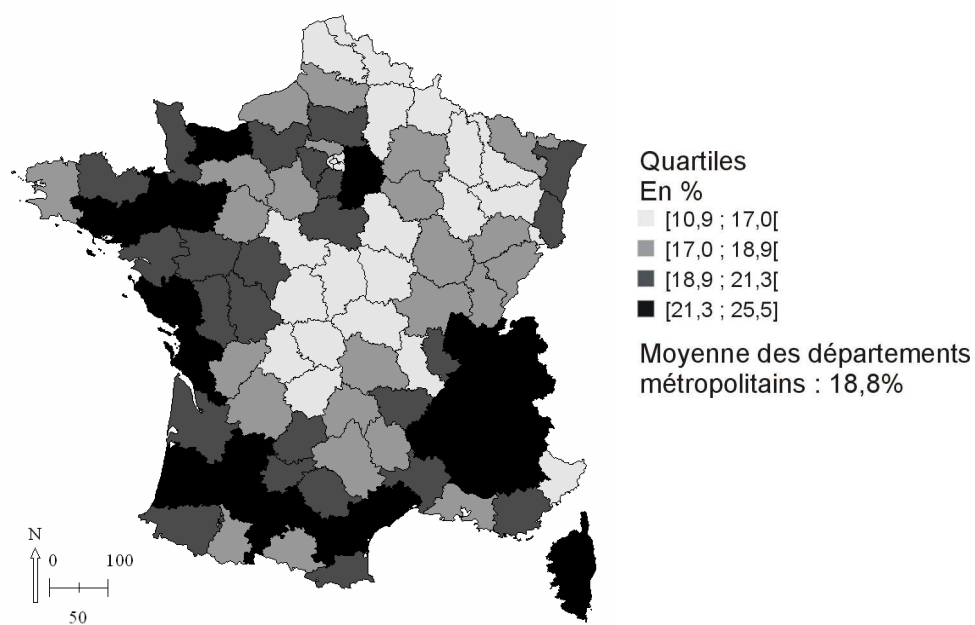 Quartiles
En %
[10,9 ; 17,0[
[17,0 ; 18,9[
[18,9 ; 21,3[
[21,3 ; 25,5]
Moyenne des départements
métropolitains : 18,8%
N
0 100
50